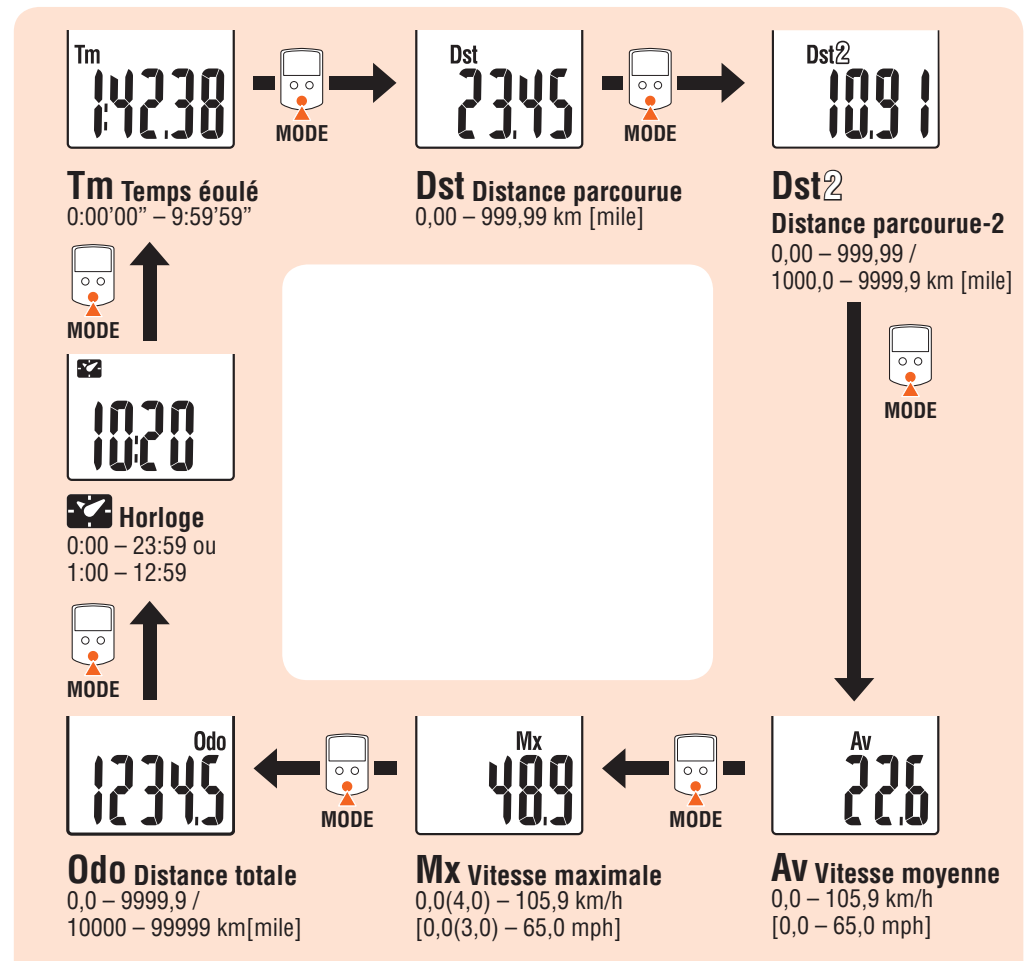 Tm
1:42.38
MODE
Dst
23.45
MODE
Dst2
10.91
Tm Temps éoulé
0:00’00” – 9:59’59”
Dst Distance parcourue
0,00 – 999,99 km [mile]
Dst2
Distance parcourue-2
0,00 – 999,99 /
1000,0 – 9999,9 km [mile]
MODE
MODE
10:20
Horloge
0:00 – 23:59 ou
1:00 – 12:59
MODE
Odo
1234.5
MODE
Mx
48.9
MODE
Av
22.6
Odo Distance totale
0,0 – 9999,9 /
10000 – 99999 km[mile]
Mx Vitesse maximale
0,0(4,0) – 105,9 km/h
[0,0(3,0) – 65,0 mph]
Av Vitesse moyenne
0,0 – 105,9 km/h
[0,0 – 65,0 mph]